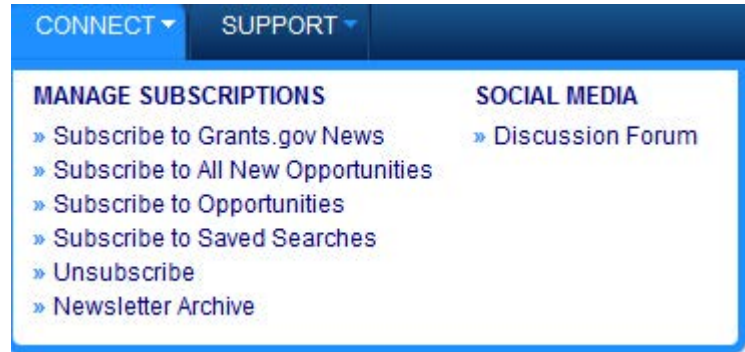 CONNECT SUPPORT
MANAGE SUBSCRIPTIONS
» Subscribe to Grants.gov News
» Subscribe to All New Opportunities
» Subscribe to Opportunities
» Subscribe to Saved Searches
» Unsubscribe
» Newsletter Archive
SOCIAL MEDIA
» Discussion Forum